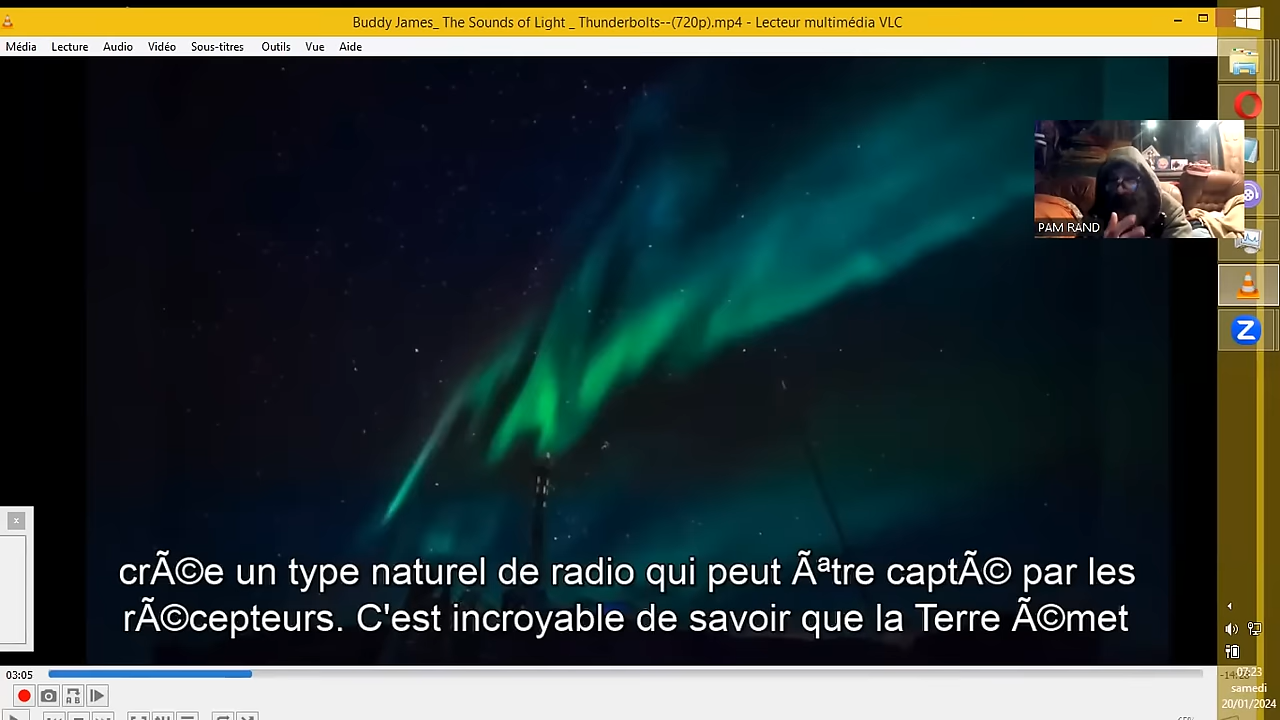 Buddy James_ The Sounds of Light _ Thunderbolts--(720p).mp4 - Lecteur multimédia VLC
Média Lecture Audio Vidéo Sous-titres Outils Vue Aide
PAM RAND
crÃ©e un type naturel de radio qui peut Ãªtre captÃ© par les
rÃ©cepteurs. C'est incroyable de savoir que la Terre Ã©met
03:05
07:23
samedi
20/01/2024